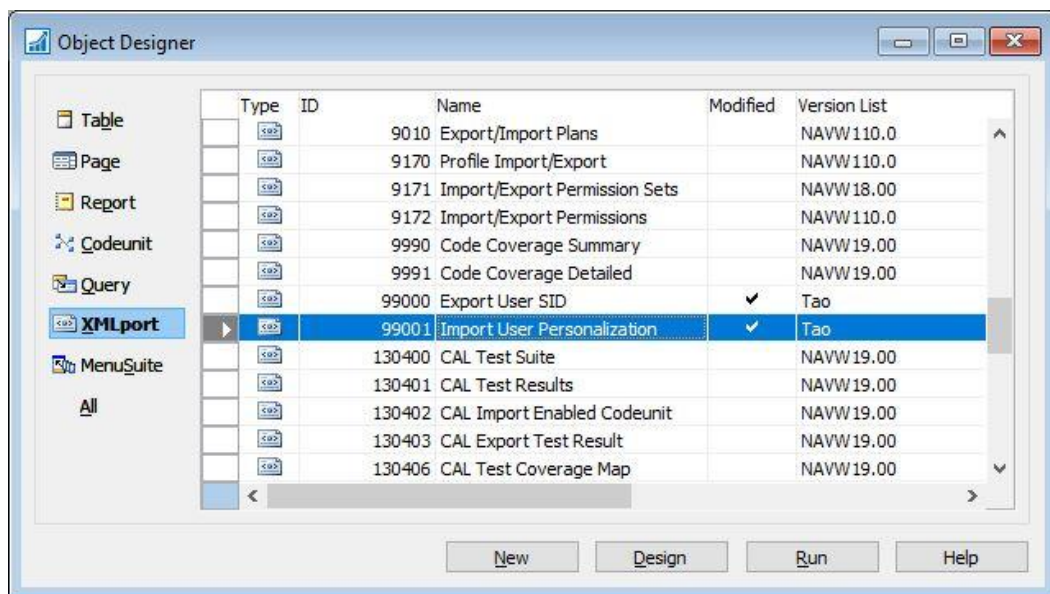 Object Designer
Type ID Name Modified Version List
Table
Page
Report
Codeunit
Query
XMLport
MenuSuite
All
9010 Export/Import Plans NAVW110.0
9170 Profile Import/Export NAVW110.0
9171 Import/Export Permission Sets NAVW18.00
9172 Import/Export Permissions NAVW110.0
9990 Code Coverage Summary NAVW19.00
9991 Code Coverage Detailed NAVW19.00
99000 Export User SID Tao
99001 Import User Personalization Tao
130400 CAL Test Suite NAVW19.00
130401 CAL Test Results NAVW19.00
130402 CAL Import Enabled Codeunit NAVW19.00
130403 CAL Export Test Result NAVW19.00
130406 CAL Test Coverage Map NAVW19.00
New Design Run Help